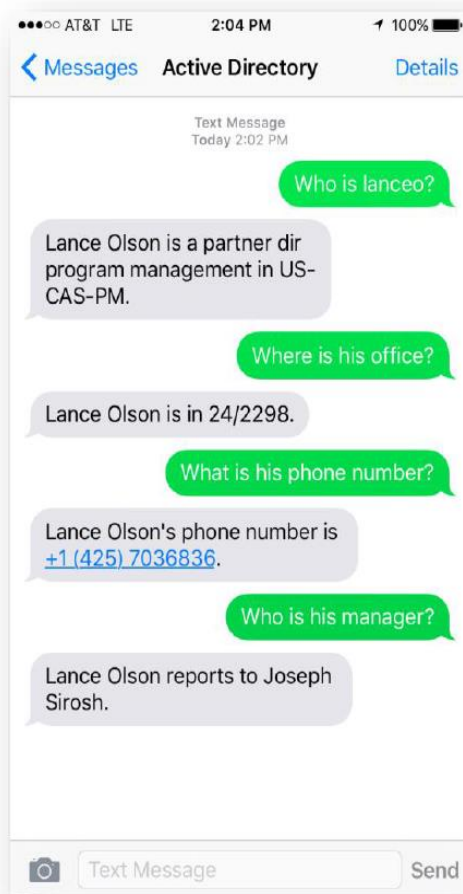 AT&T LTE 2:04 PM 100%
Messages Active Directory Details
Text Message
Today 2:02 PM
Who is lanceo?
Lance Olson is a partner dir
program management in US-
CAS-PM.
Where is his office?
Lance Olson is in 24/2298.
What is his phone number?
Lance Olson's phone number is
+1 (425) 7036836.
Who is his manager?
Lance Olson reports to Joseph
Sirosh.
Text Message Send